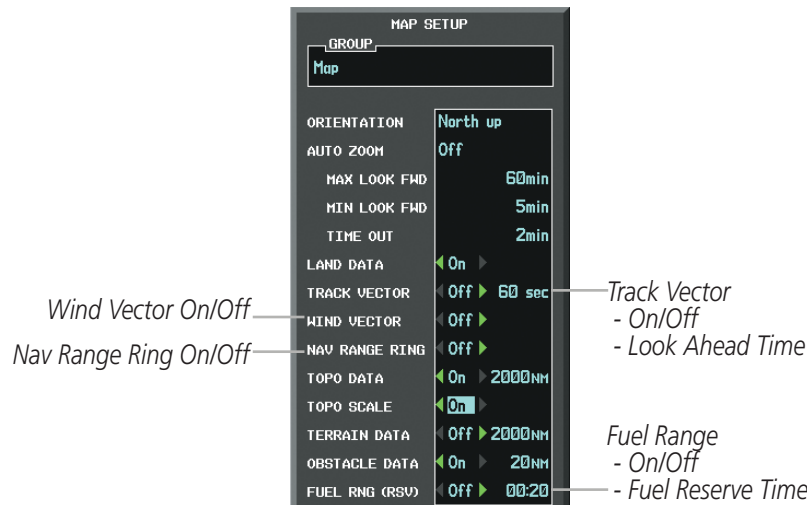 MAP SETUP
GROUP
Map
ORIENTATION North up
AUTO ZOOM Off
MAX LOOK FWD 60min
MIN LOOK FWD 5min
TIME OUT 2min
LAND DATA On
TRACK VECTOR Off 60 sec
WIND VECTOR Off
NAV RANGE RING Off
TOPO DATA On 2000NM
TOPO SCALE On
TERRAIN DATA Off 2000NM
OBSTACLE DATA On 20NM
FUEL RNG (RSV) Off 00:20
Wind Vector On/Off
Nav Range Ring On/Off
Track Vector
- On/Off
- Look Ahead Time
Fuel Range
- On/Off
- Fuel Reserve Time